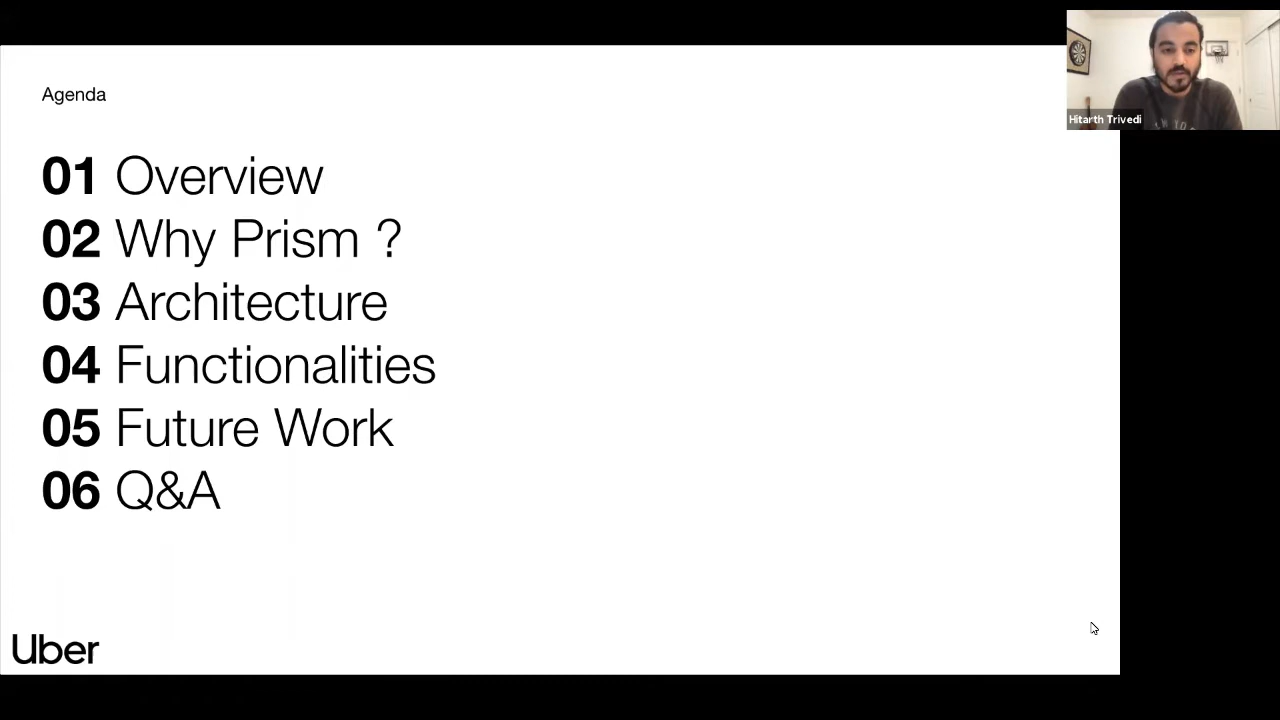 Agenda
01 Overview
02 Why Prism ?
03 Architecture
04 Functionalities
05 Future Work
06 Q&A
Uber
Hitarth Trivedi